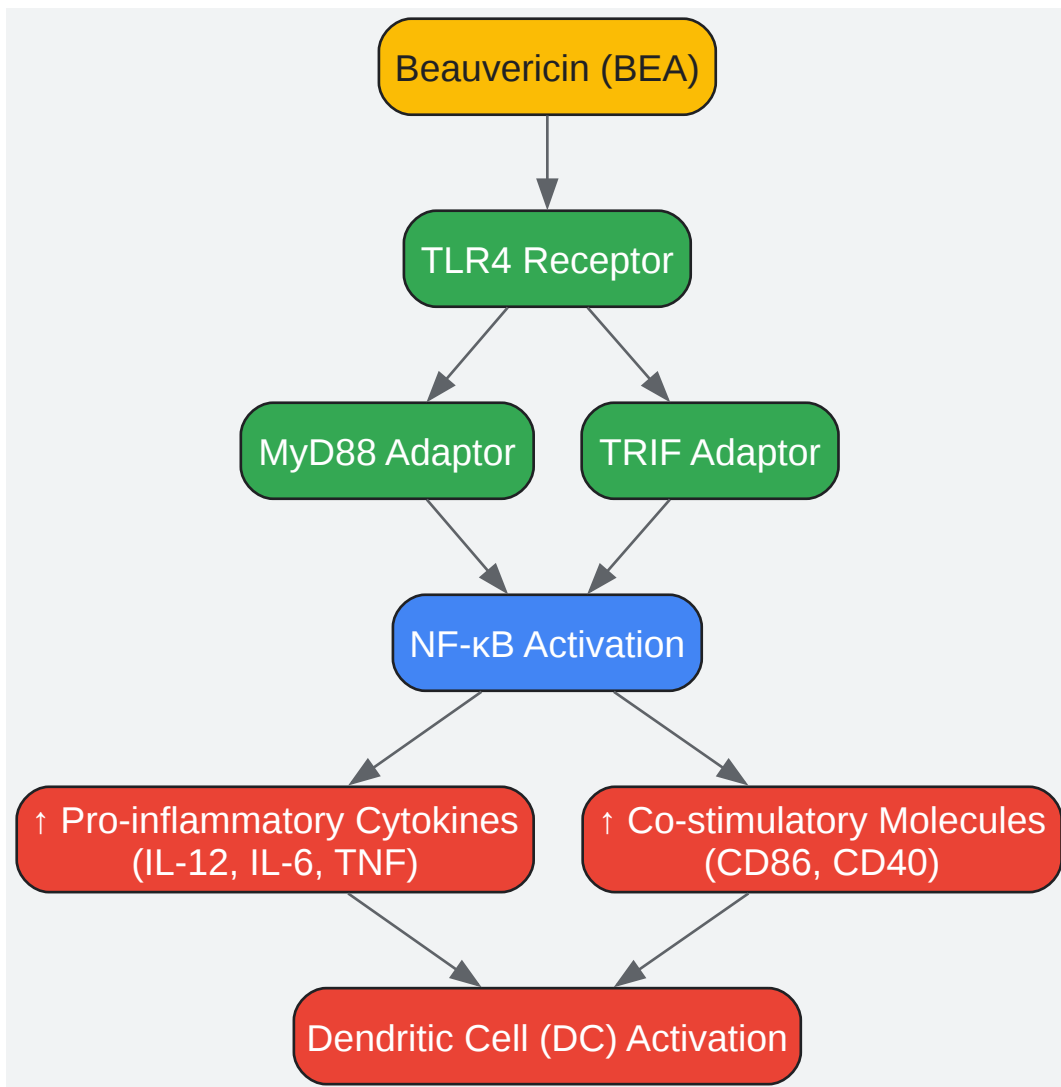 Beauvericin (BEA)
TLR4 Receptor
MyD88 Adaptor
TRIF Adaptor
NF-κB Activation
↑ Pro-inflammatory Cytokines
(IL-12, IL-6, TNF)
↑ Co-stimulatory Molecules
(CD86, CD40)
Dendritic Cell (DC) Activation